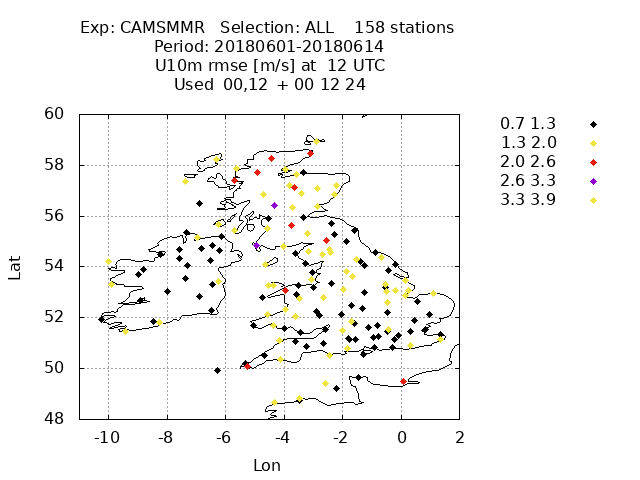 Exp: CAMSMMR   Selection: ALL    158 stations
Period: 20180601-20180614
U10m rmse [m/s] at  12 UTC
Used  00,12  + 00 12 24
60
58
56
54
52
50
48
-10 -8 -6 -4 -2 0 2
Lat
Lon
0.7 1.3
1.3 2.0
2.0 2.6
2.6 3.3
3.3 3.9